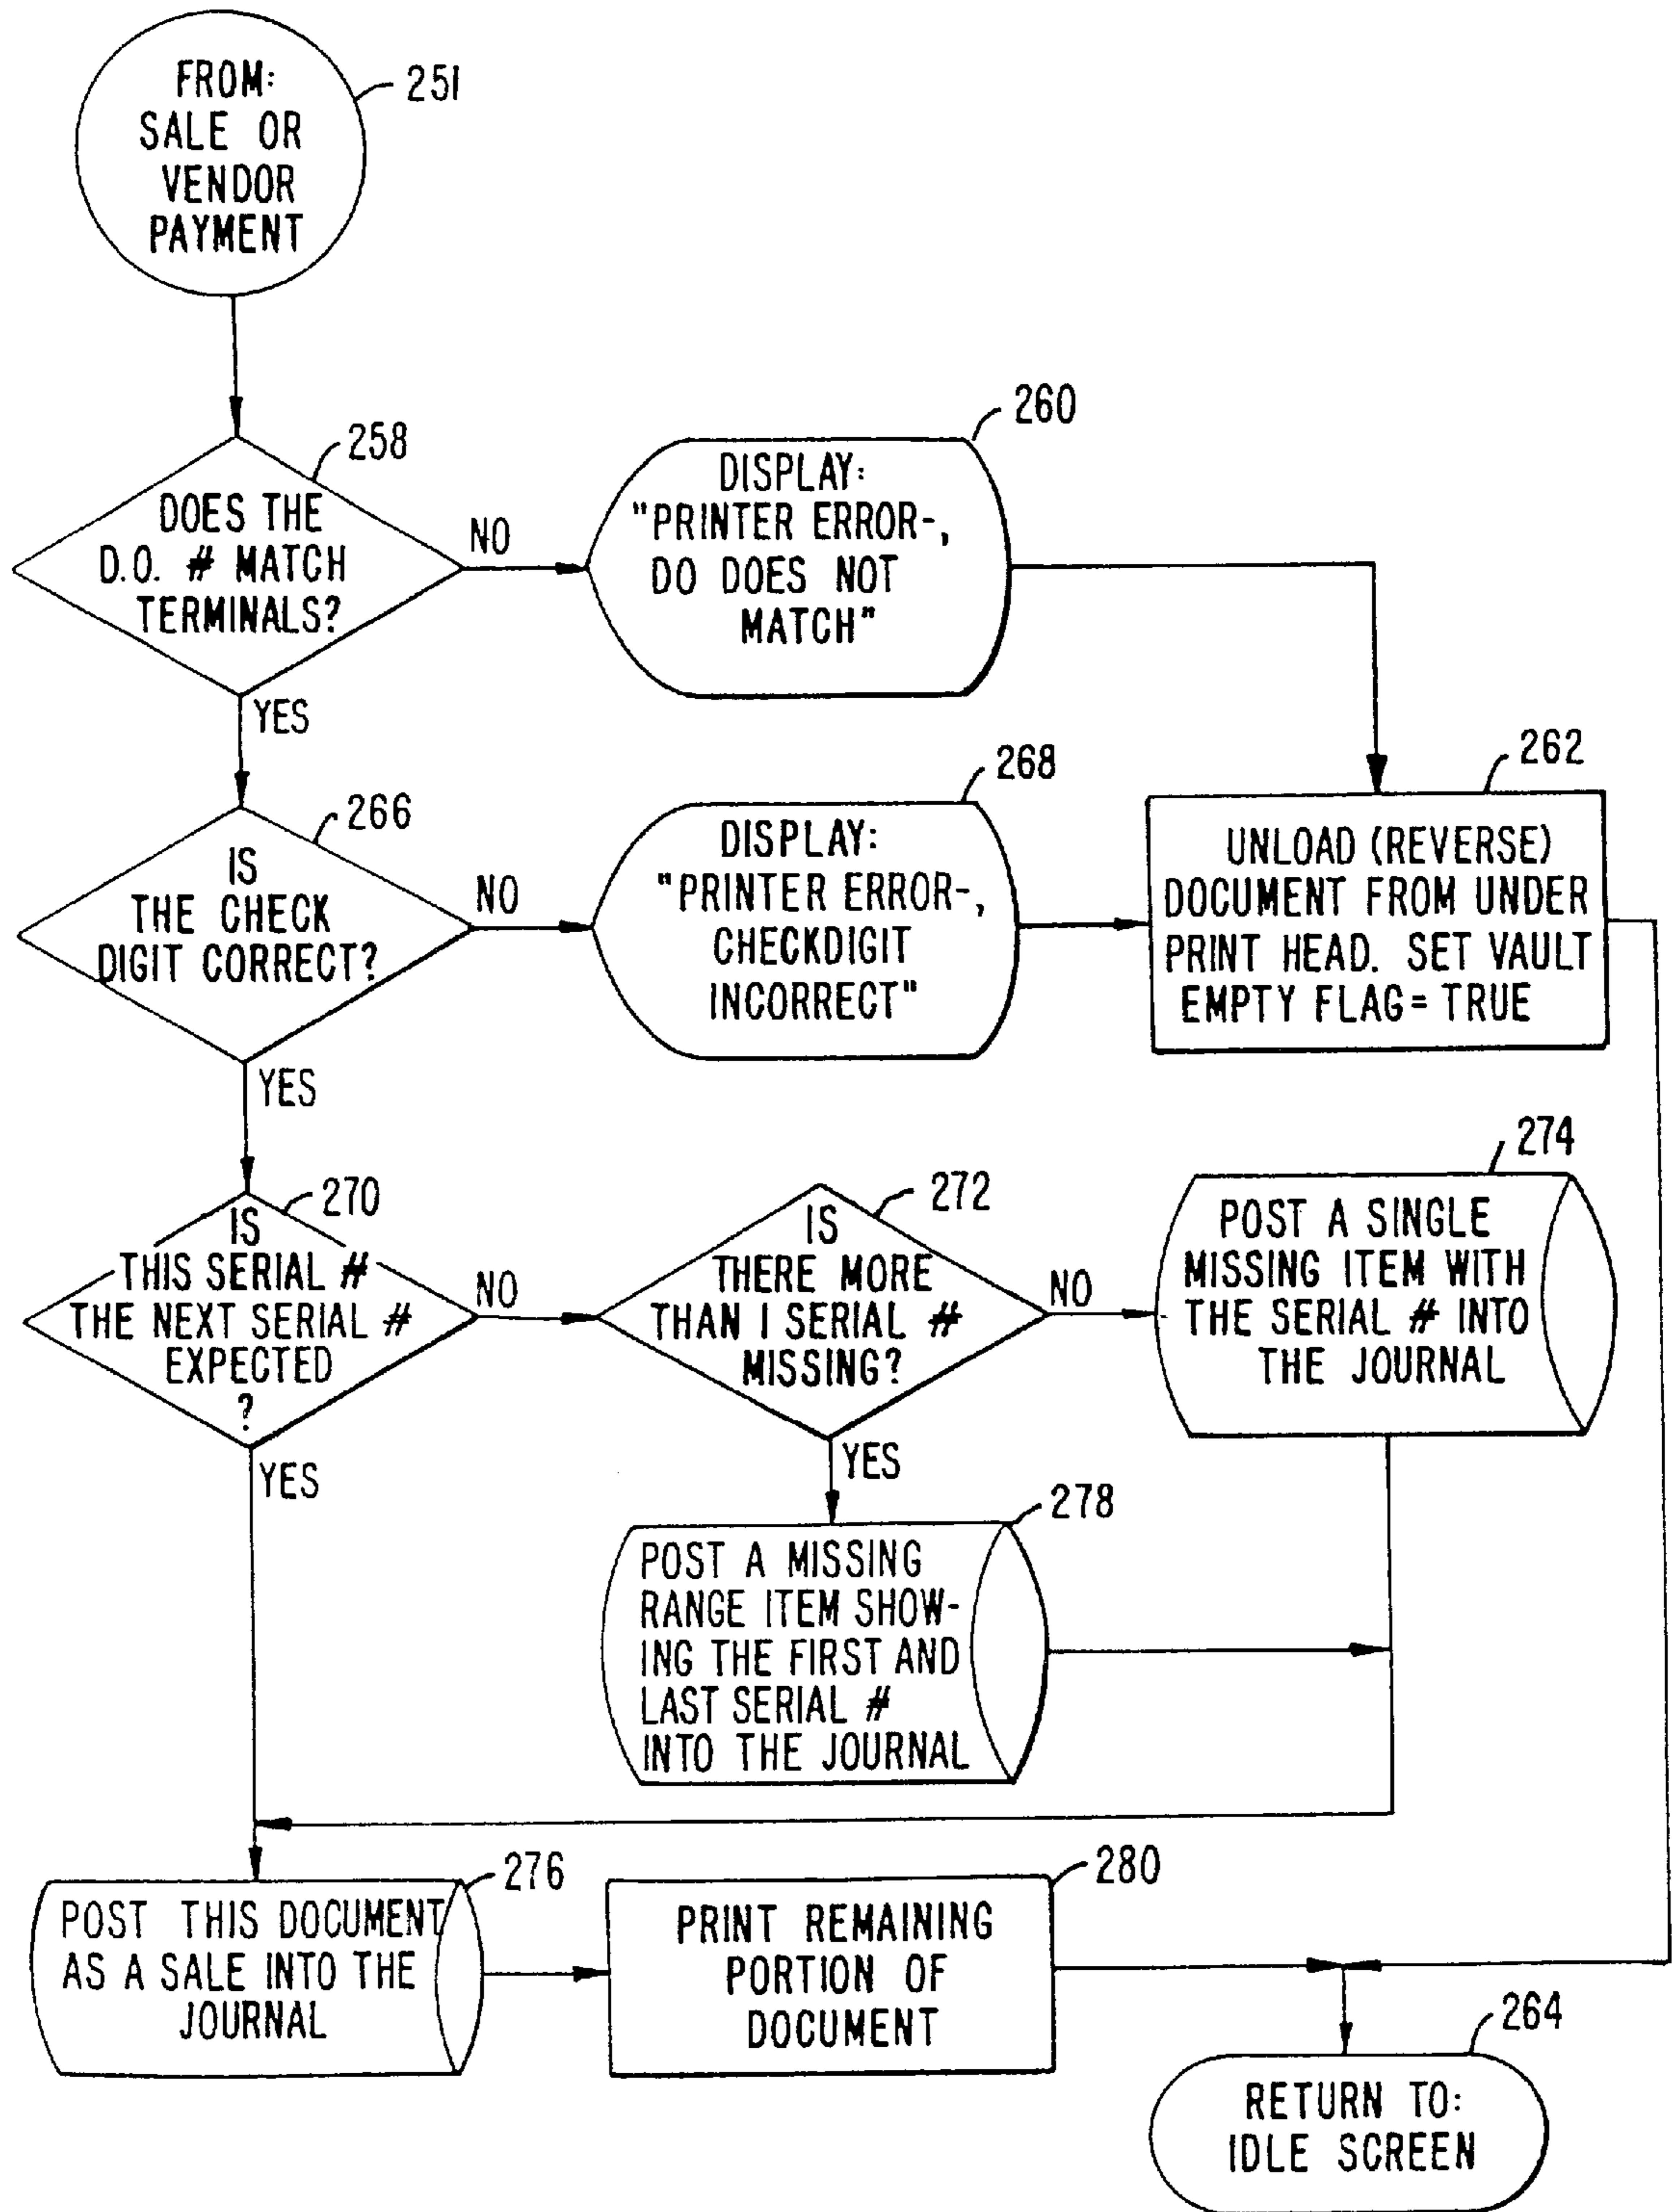 FROM:
SALE OR
VENDOR
PAYMENT
251
258
DOES THE
D.O. # MATCH
TERMINALS?
NO
YES
260
DISPLAY:
"PRINTER ERROR-,
DO DOES NOT
MATCH"
262
UNLOAD (REVERSE)
DOCUMENT FROM UNDER
PRINT HEAD. SET VAULT
EMPTY FLAG = TRUE
266
IS
THE CHECK
DIGIT CORRECT?
NO
YES
268
DISPLAY:
"PRINTER ERROR-,
CHECKDIGIT
INCORRECT"
270
IS
THIS SERIAL #
THE NEXT SERIAL #
EXPECTED
?
NO
YES
272
IS
THERE MORE
THAN 1 SERIAL #
MISSING?
NO
YES
274
POST A SINGLE
MISSING ITEM WITH
THE SERIAL # INTO
THE JOURNAL
278
POST A MISSING
RANGE ITEM SHOW-
ING THE FIRST AND
LAST SERIAL #
INTO THE JOURNAL
276
POST THIS DOCUMENT
AS A SALE INTO THE
JOURNAL
280
PRINT REMAINING
PORTION OF
DOCUMENT
264
RETURN TO:
IDLE SCREEN